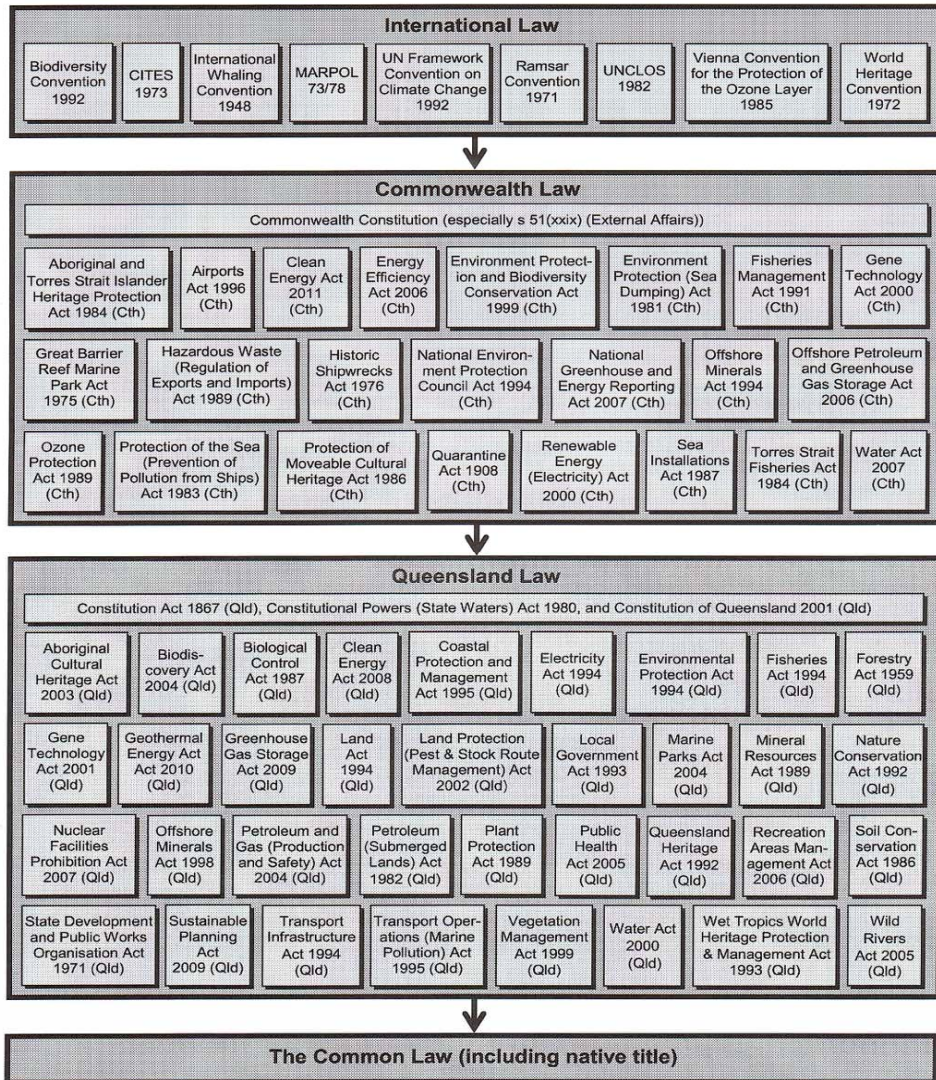 International Law
Biodiversity
Convention
1992
CITES
1973
International
Whaling
Convention
1948
MARPOL
73/78
UN Framework
Convention on
Climate Change
1992
Ramsar
Convention
1971
UNCLOS
1982
Vienna Convention
for the Protection of
the Ozone Layer
1985
World
Heritage
Convention
1972
Commonwealth Law
Commonwealth Constitution (especially s 51(xxix) (External Affairs))
Aboriginal and
Torres Strait Islander
Heritage Protection
Act 1984 (Cth)
Airports
Act 1996
(Cth)
Clean
Energy Act
2011
(Cth)
Energy
Efficiency
Act 2006
(Cth)
Environment Protect-
ion and Biodiversity
Conservation Act
1999 (Cth)
Environment
Protection (Sea
Dumping) Act
1981 (Cth)
Fisheries
Management
Act 1991
(Cth)
Gene
Technology
Act 2000
(Cth)
Great Barrier
Reef Marine
Park Act
1975 (Cth)
Hazardous Waste
(Regulation of
Exports and Imports)
Act 1989 (Cth)
Historic
Shipwrecks
Act 1976
(Cth)
National Environ-
ment Protection
Council Act 1994
(Cth)
National
Greenhouse and
Energy Reporting
Act 2007 (Cth)
Offshore
Minerals
Act 1994
(Cth)
Offshore Petroleum
and Greenhouse
Gas Storage Act
2006 (Cth)
Ozone
Protection
Act 1989
(Cth)
Protection of the Sea
(Prevention of
Pollution from Ships)
Act 1983 (Cth)
Protection of
Moveable Cultural
Heritage Act 1986
(Cth)
Quarantine
Act 1908
(Cth)
Renewable
Energy
(Electricity) Act
2000 (Cth)
Sea
Installations
Act 1987
(Cth)
Torres Strait
Fisheries Act
1984 (Cth)
Water Act
2007
(Cth)
Queensland Law
Constitution Act 1867 (Qld), Constitutional Powers (State Waters) Act 1980, and Constitution of Queensland 2001 (Qld)
Aboriginal
Cultural
Heritage Act
2003 (Qld)
Biodis-
covery Act
2004 (Qld)
Biological
Control
Act 1987
(Qld)
Clean
Energy Act
2008 (Qld)
Coastal
Protection and
Management
Act 1995 (Qld)
Electricity
Act 1994
(Qld)
Environmental
Protection Act
1994 (Qld)
Fisheries
Act 1994
(Qld)
Forestry
Act 1959
(Qld)
Gene
Technology
Act 2001
(Qld)
Geothermal
Energy Act
Act 2010
(Qld)
Greenhouse
Gas Storage
Act 2009
(Qld)
Land
Act
1994
(Qld)
Land Protection
(Pest & Stock Route
Management) Act
2002 (Qld)
Local
Government
Act 1993
(Qld)
Marine
Parks Act
2004
(Qld)
Mineral
Resources
Act 1989
(Qld)
Nature
Conservation
Act 1992
(Qld)
Nuclear
Facilities
Prohibition Act
2007 (Qld)
Offshore
Minerals
Act 1998
(Qld)
Petroleum and
Gas (Production
and Safety) Act
2004 (Qld)
Petroleum
(Submerged
Lands) Act
1982 (Qld)
Plant
Protection
Act 1989
(Qld)
Public
Health
Act 2005
(Qld)
Queensland
Heritage
Act 1992
(Qld)
Recreation
Areas Man-
agement Act
2006 (Qld)
Soil Con-
servation
Act 1986
(Qld)
State Development
and Public Works
Organisation Act
1971 (Qld)
Sustainable
Planning
Act
2009 (Qld)
Transport
Infrastructure
Act 1994
(Qld)
Transport Oper-
ations (Marine
Pollution) Act
1995 (Qld)
Vegetation
Management
Act 1999
(Qld)
Water Act
2000
(Qld)
Wet Tropics World
Heritage Protection
& Management Act
1993 (Qld)
Wild
Rivers
Act 2005
(Qld)
The Common Law (including native title)